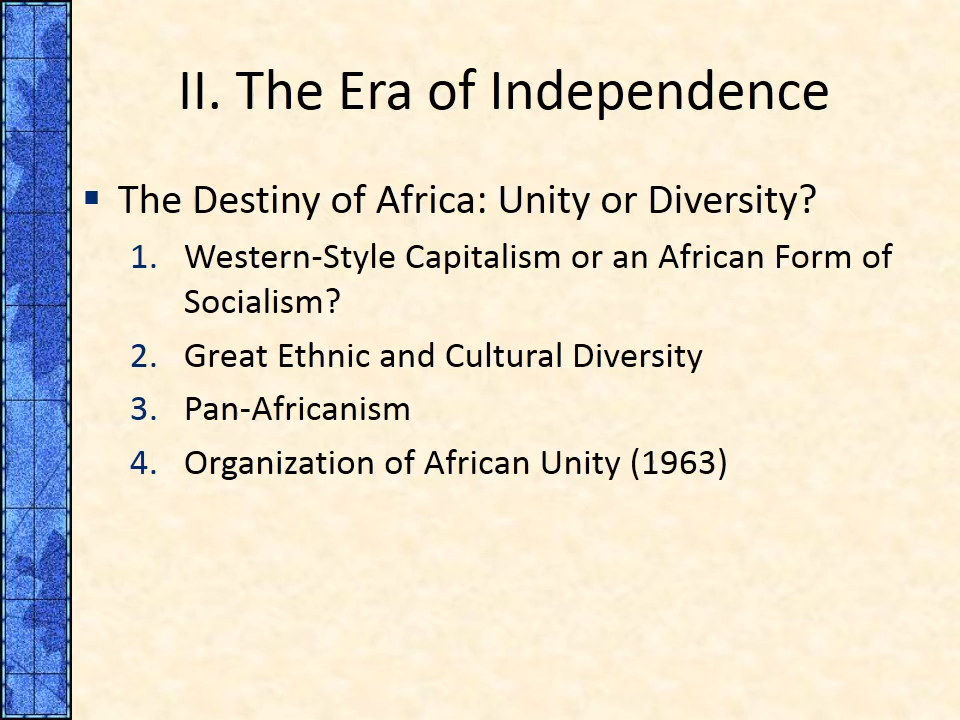 II. The Era of Independence
▪ The Destiny of Africa: Unity or Diversity?
1. Western-Style Capitalism or an African Form of
Socialism?
2. Great Ethnic and Cultural Diversity
3. Pan-Africanism
4. Organization of African Unity (1963)